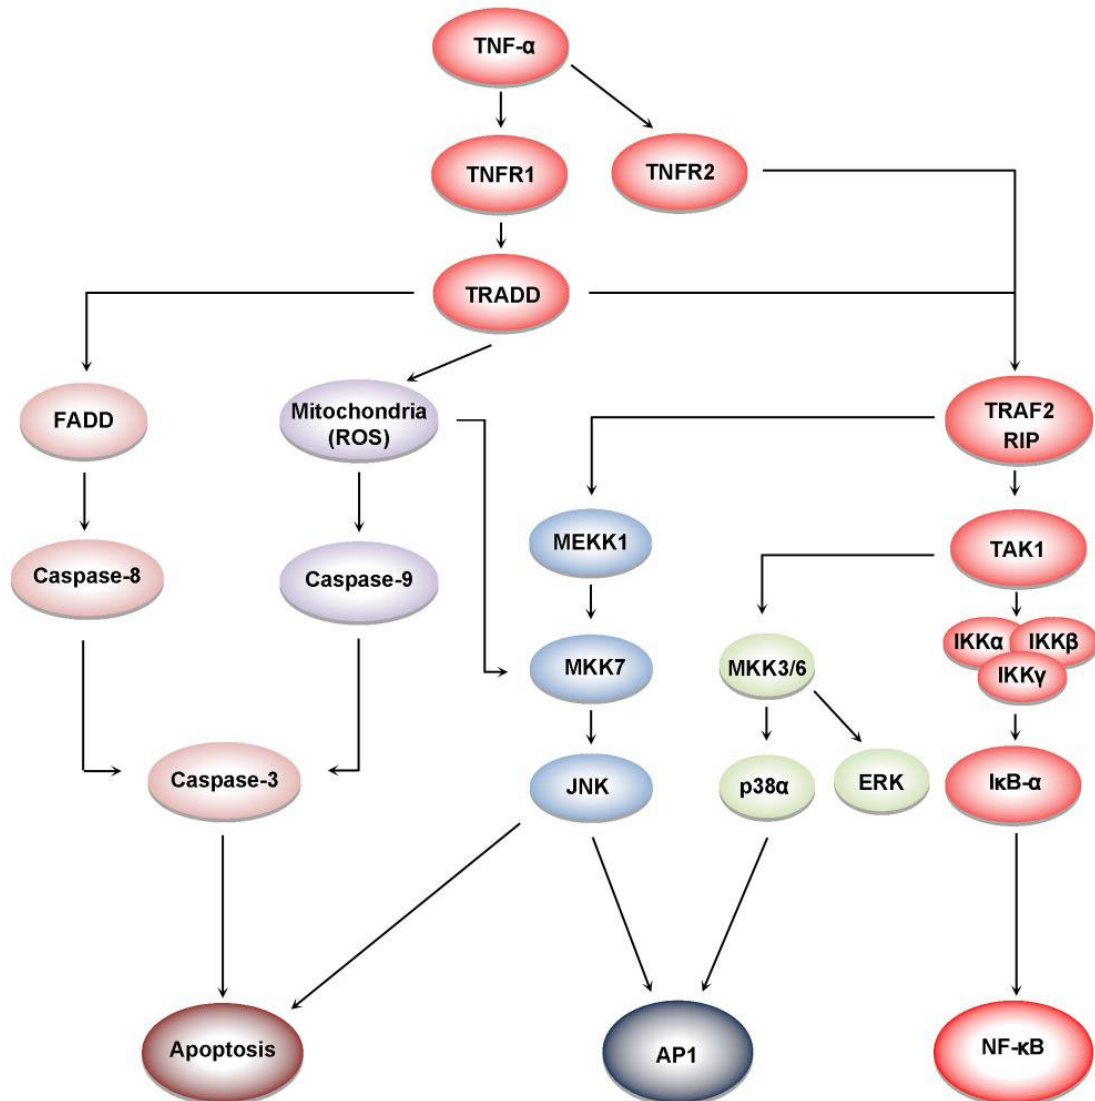 TNF-α
TNFR1
TNFR2
TRADD
FADD
Mitochondria
(ROS)
TRAF2
RIP
MEKK1
TAK1
Caspase-8
Caspase-9
IKKα
IKKβ
IKKγ
MKK7
MKK3/6
Caspase-3
JNK
p38α
ERK
IκB-α
Apoptosis
AP1
NF-κB